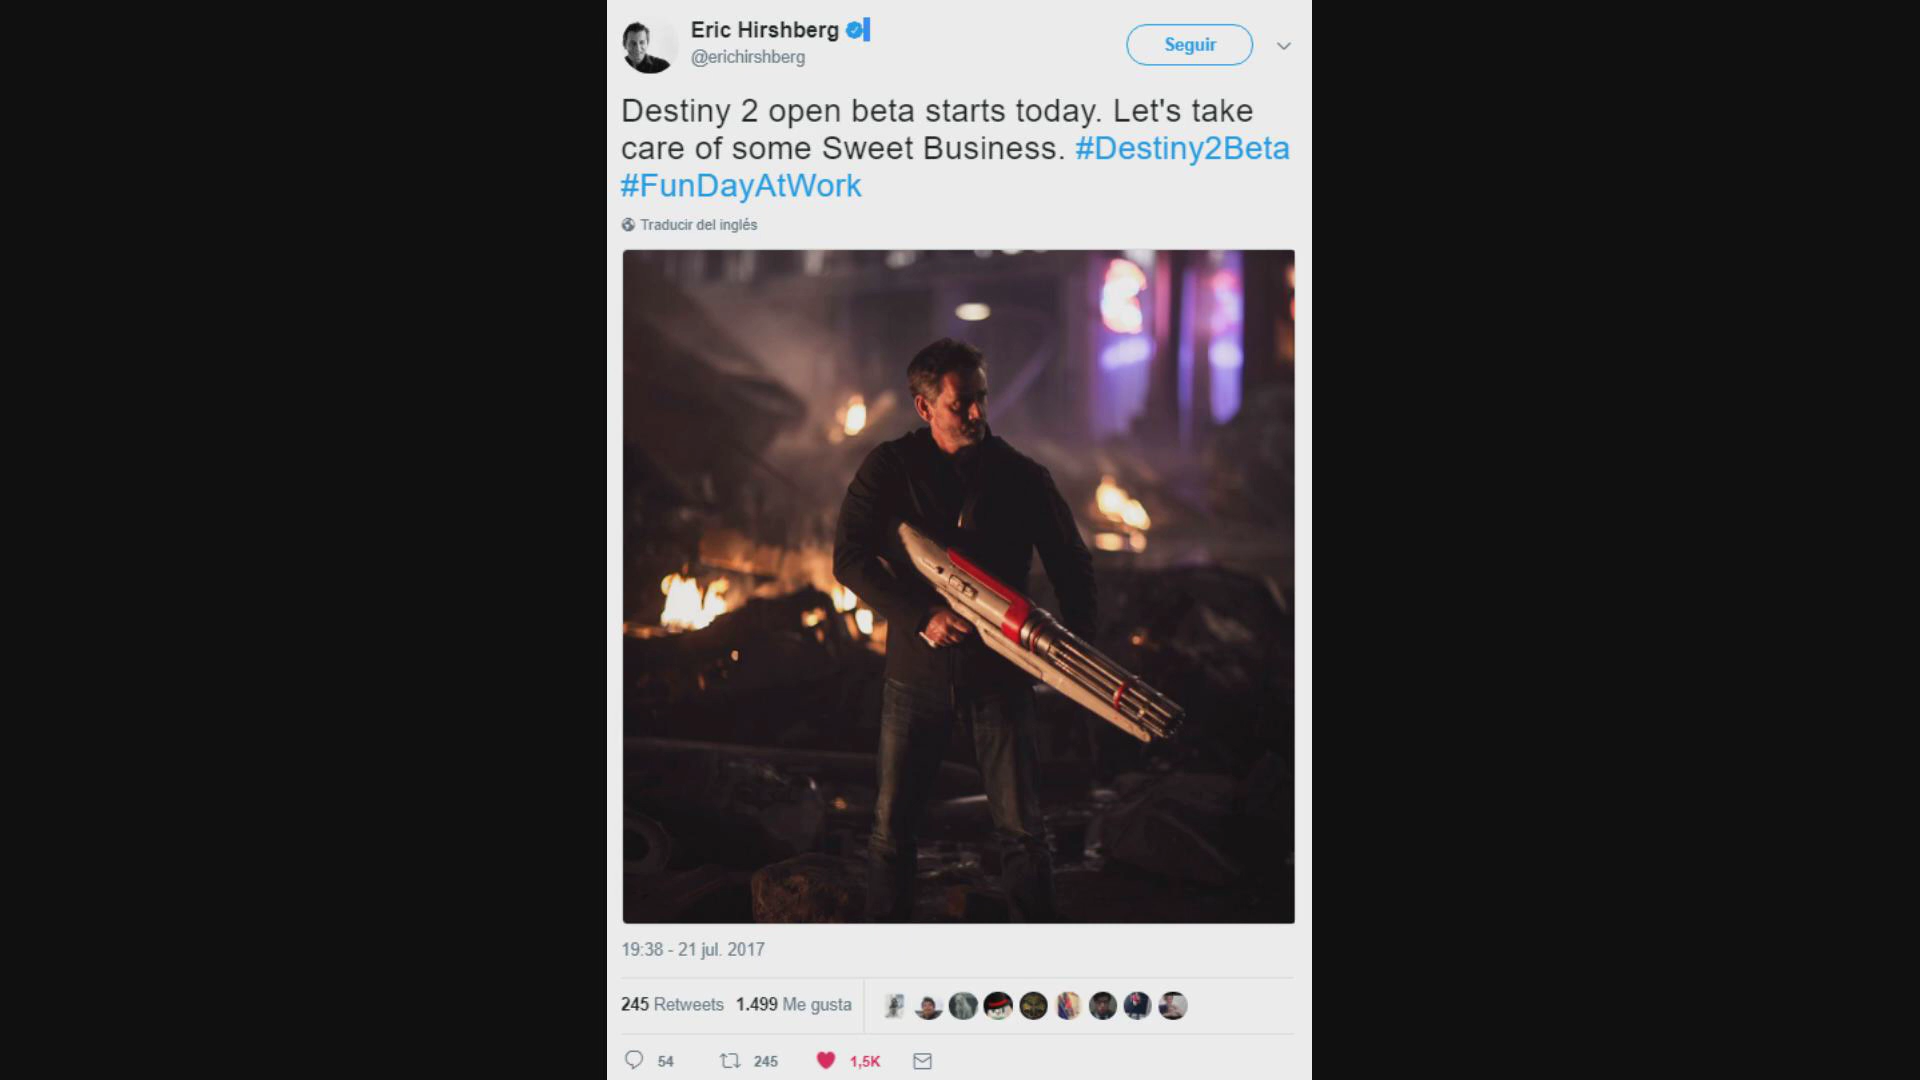 Eric Hirshberg
@erichirshberg
Seguir
Destiny 2 open beta starts today. Let's take
care of some Sweet Business. #Destiny2Beta
#FunDayAtWork
Traducir del inglés
19:38 - 21 jul. 2017
245 Retweets 1.499 Me gusta
54 245 1,5K